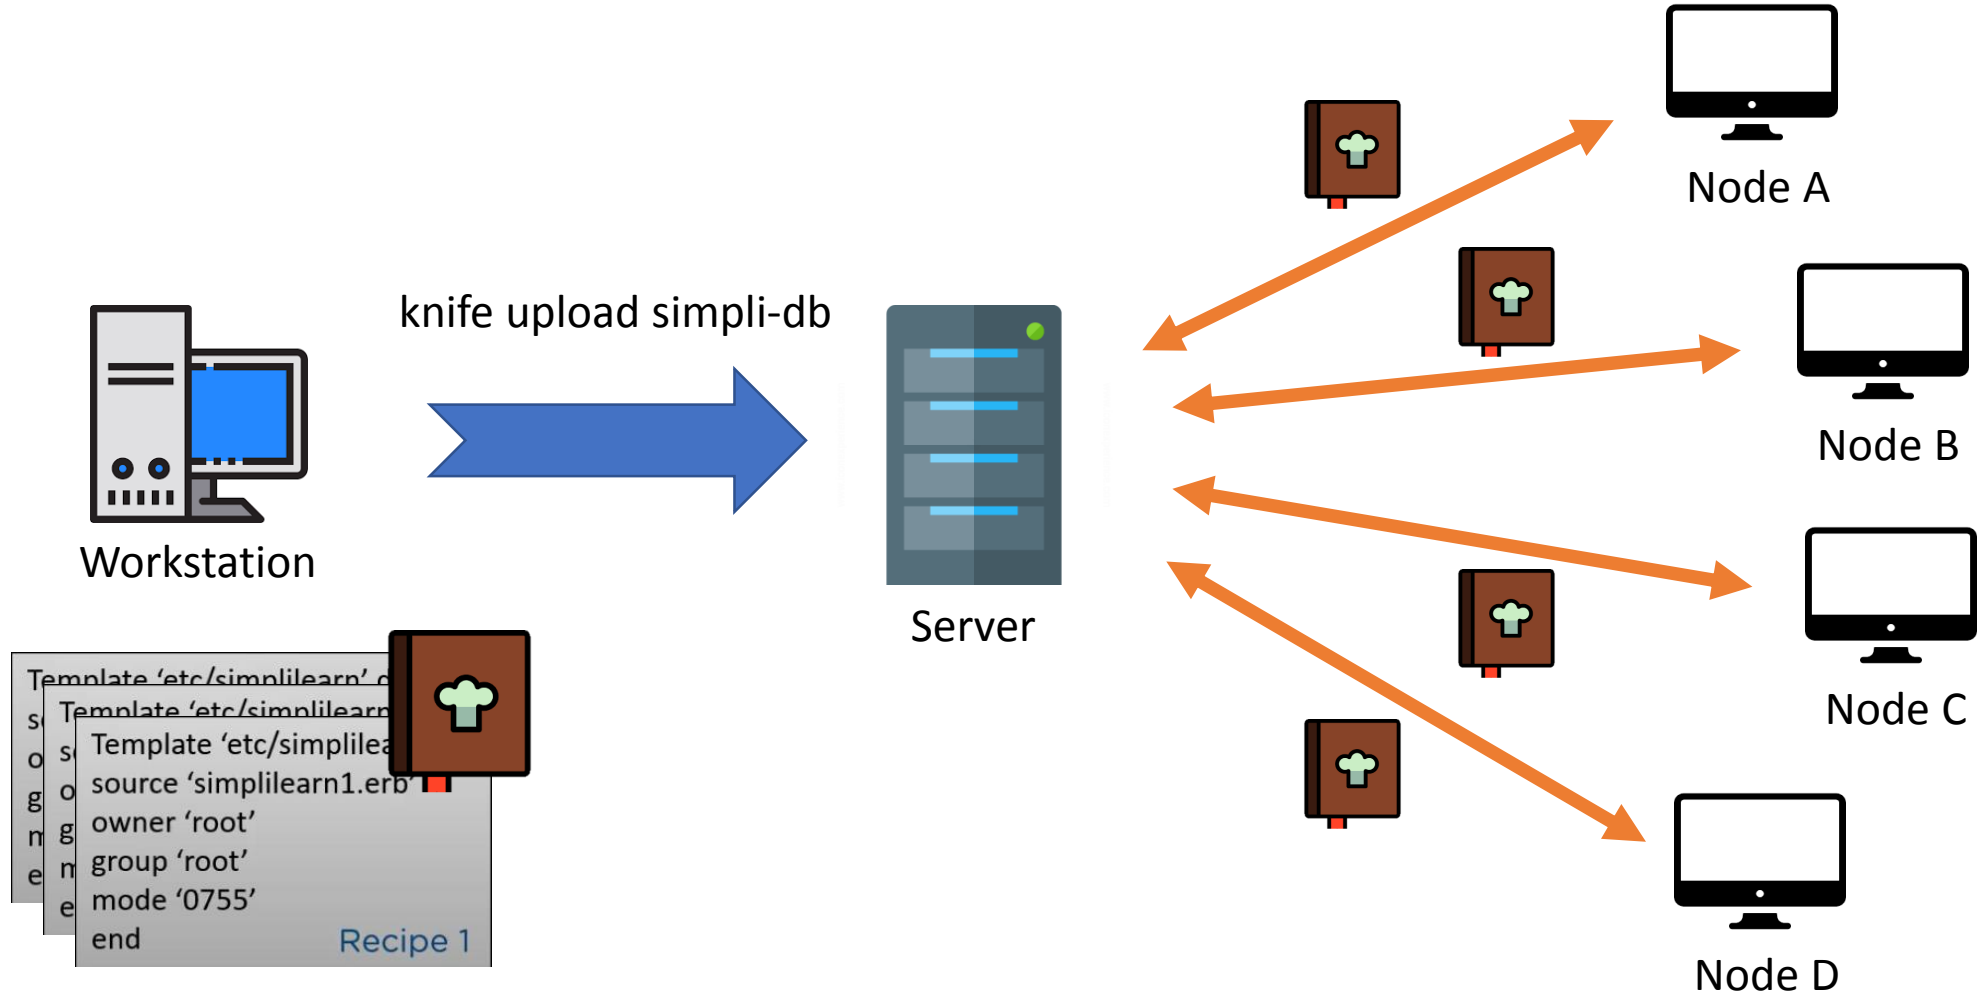 knife upload simpli-db
Workstation
Server
Node A
Node B
Node C
Node D
Template ‘etc/simplilearn’
Template ‘etc/simplilearn
Template ‘etc/simplilea
source ‘simplilearn1.erb’
owner ‘root’
group ‘root’
mode ‘0755’
end
Recipe 1